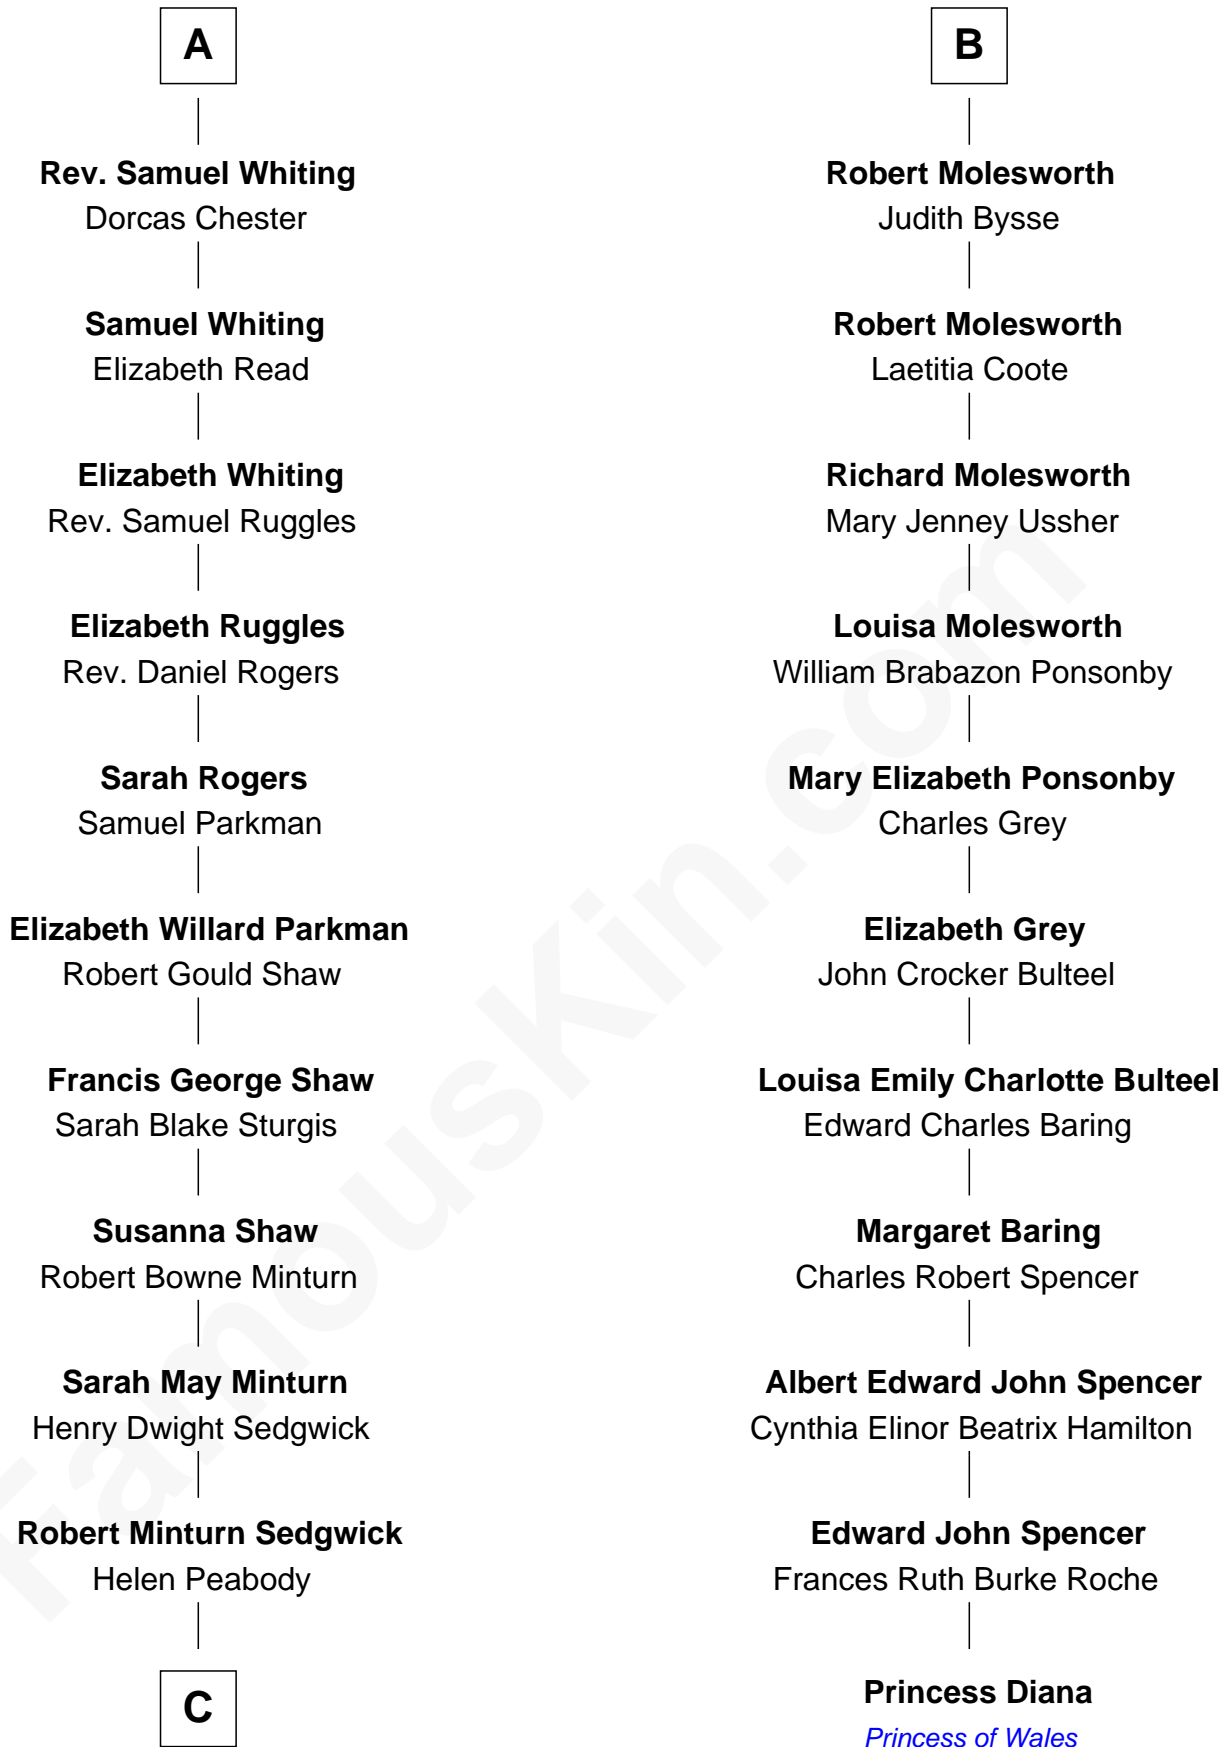 A
Rev. Samuel Whiting
Dorcas Chester
Samuel Whiting
Elizabeth Read
Elizabeth Whiting
Rev. Samuel Ruggles
Elizabeth Ruggles
Rev. Daniel Rogers
Sarah Rogers
Samuel Parkman
Elizabeth Willard Parkman
Robert Gould Shaw
Francis George Shaw
Sarah Blake Sturgis
Susanna Shaw
Robert Bowne Minturn
Sarah May Minturn
Henry Dwight Sedgwick
Robert Minturn Sedgwick
Helen Peabody
C
B
Robert Molesworth
Judith Bysse
Robert Molesworth
Laetitia Coote
Richard Molesworth
Mary Jenney Ussher
Louisa Molesworth
William Brabazon Ponsonby
Mary Elizabeth Ponsonby
Charles Grey
Elizabeth Grey
John Crocker Bulteel
Louisa Emily Charlotte Bulteel
Edward Charles Baring
Margaret Baring
Charles Robert Spencer
Albert Edward John Spencer
Cynthia Elinor Beatrix Hamilton
Edward John Spencer
Frances Ruth Burke Roche
Princess Diana
Princess of Wales
FamousKin.com